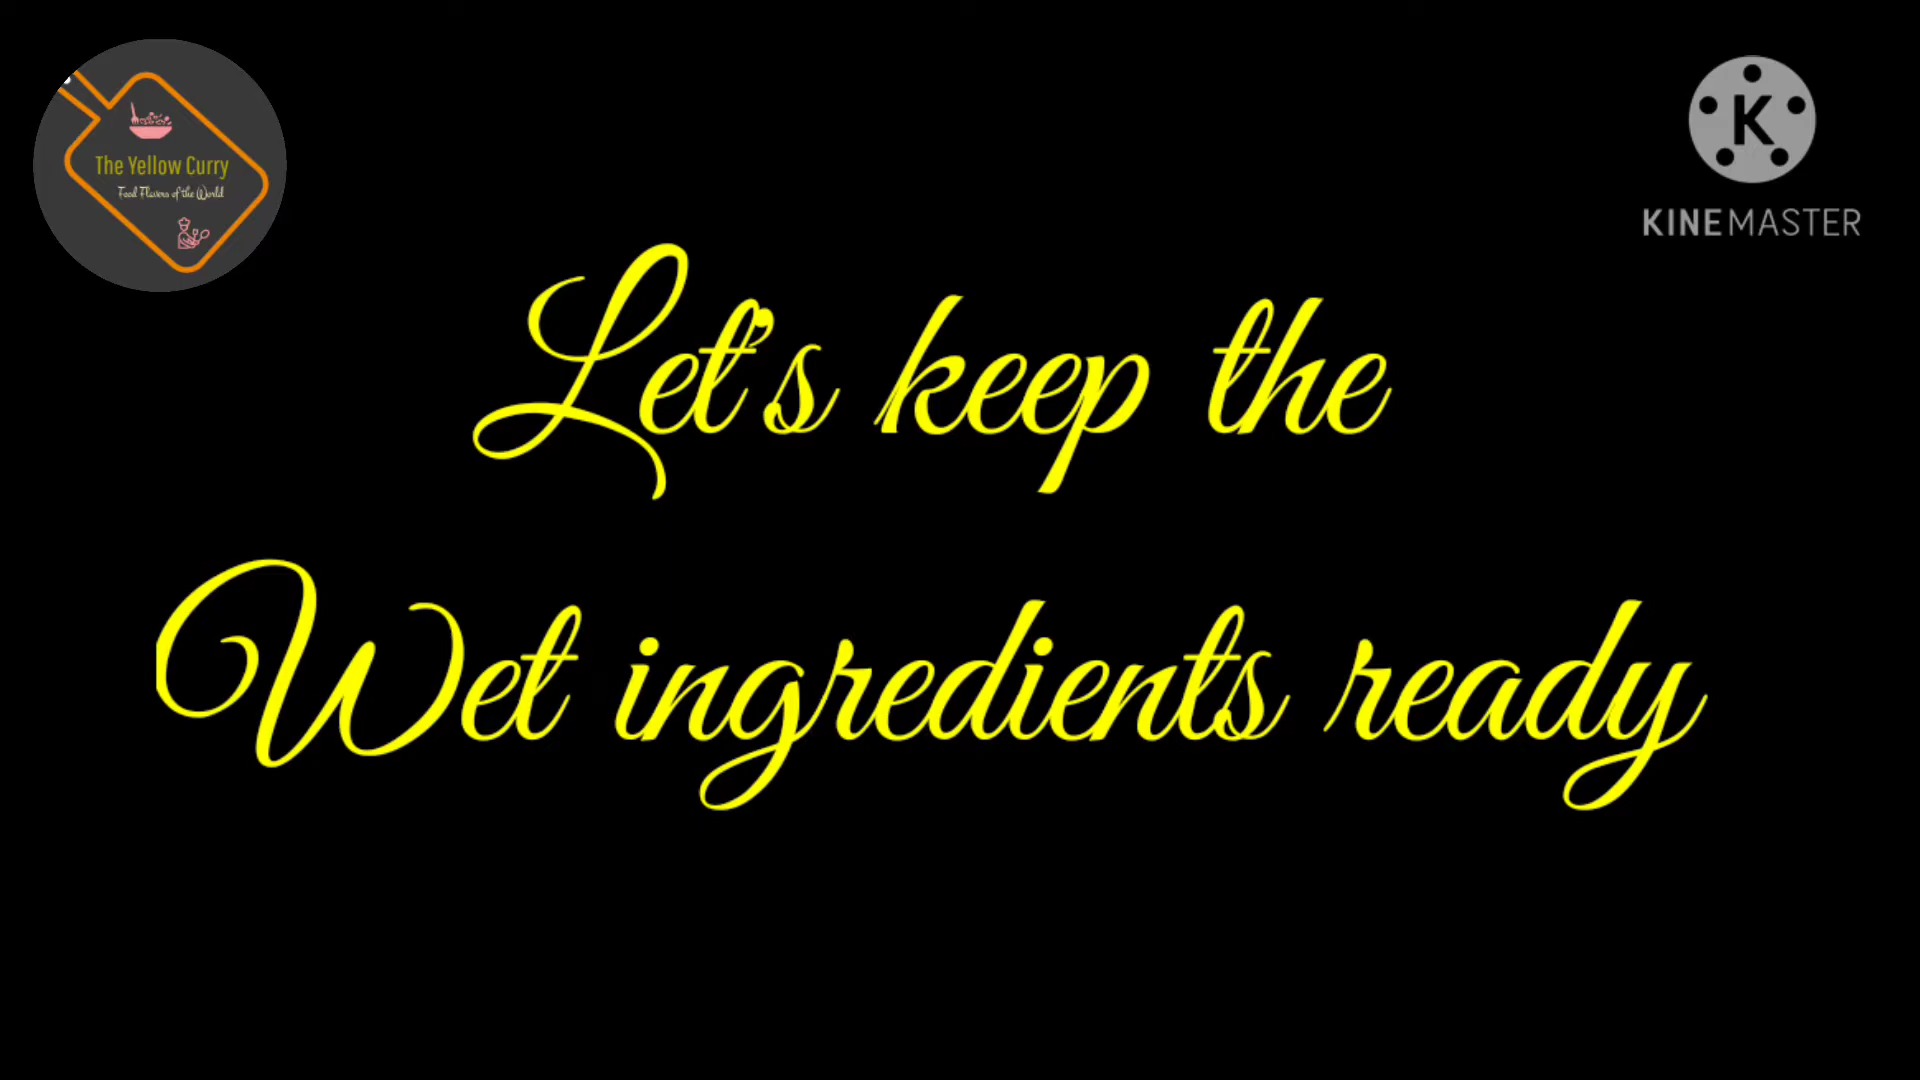 The Yellow Curry
Food Flavors of the World
K
KINEMASTER
Let's keep the
Wet ingredients ready